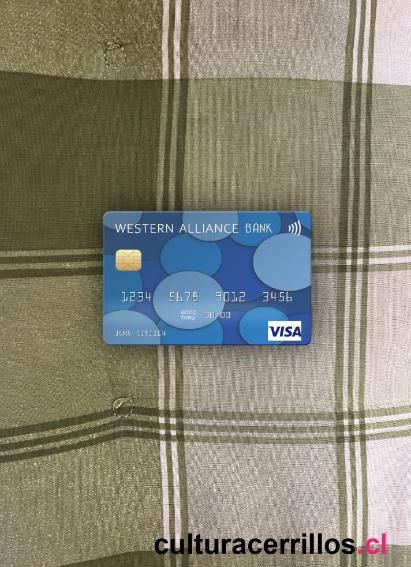 WESTERN ALLIANCE BANK
1234 5678 9012 3456
GOOD
THRU 00/00
JOHN CITIZEN
VISA
culturacerrillos.cl